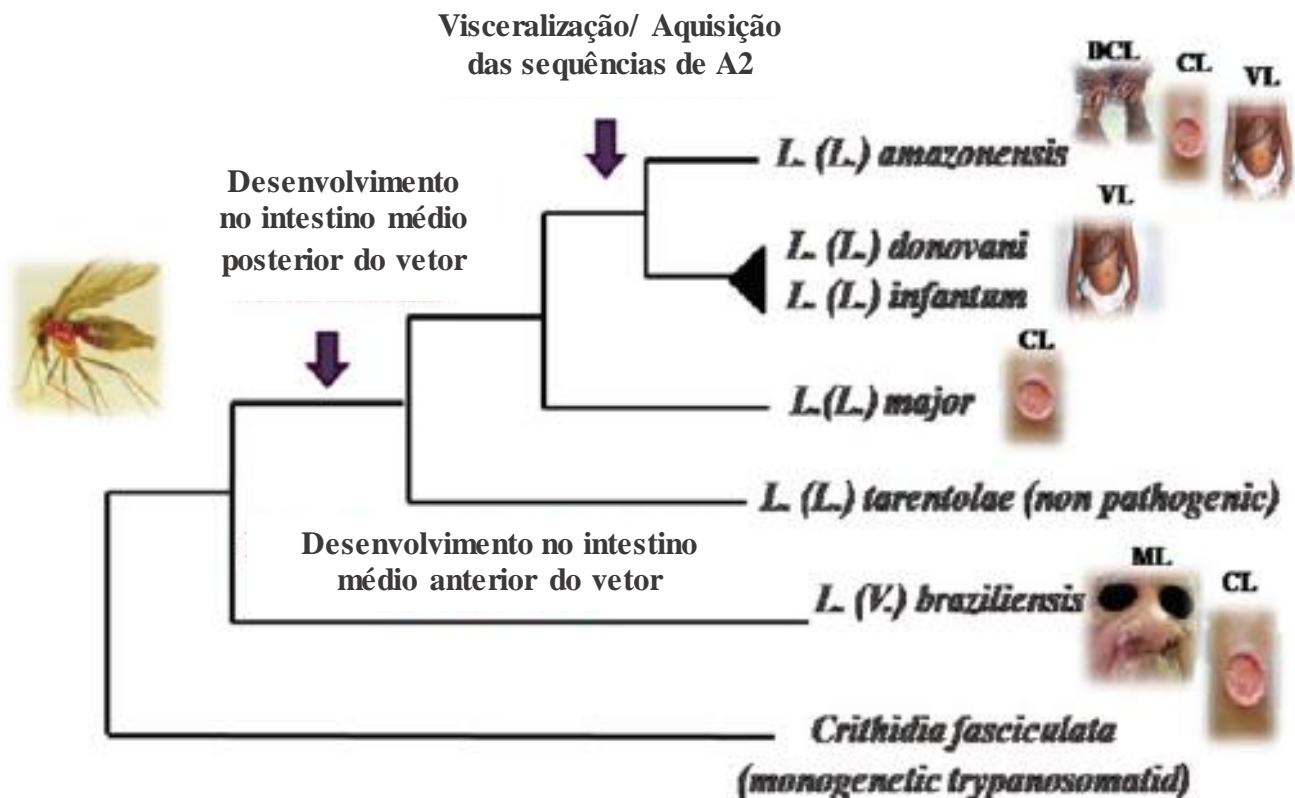 Visceralização/ Aquisição
das sequências de A2
DCL
CL
VL
L. (L.) amazonensis
Desenvolvimento
no intestino médio
posterior do vetor
VL
L. (L.) donovani
L. (L.) infantum
CL
L.(L.) major
L. (L.) tarentolae (non pathogenic)
Desenvolvimento no intestino
médio anterior do vetor
ML
CL
L. (V.) braziliensis
Crithidia fasciculata
(monogenetic trypanosomatid)